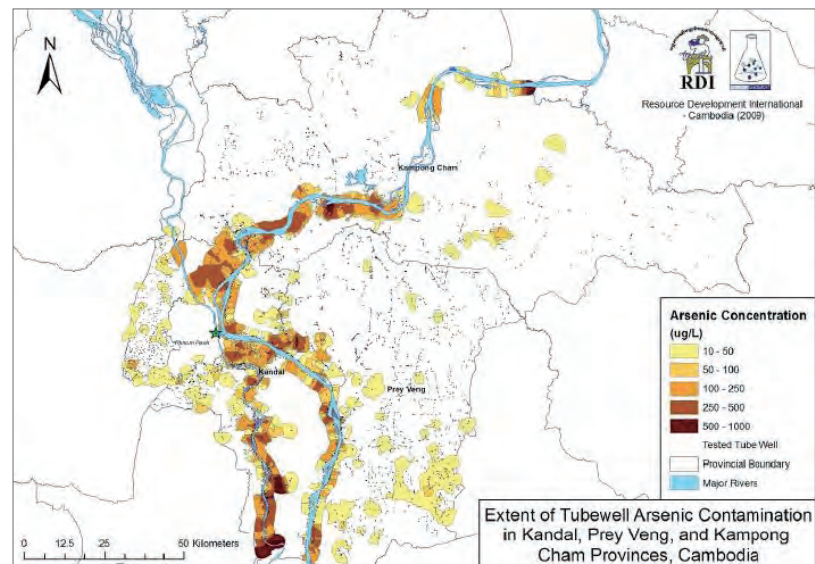 N
RDI
Resource Development International
- Cambodia (2009)
Kampong Cham
Phnom Penh
Kandal
Prey Veng
Arsenic Concentration
(ug/L)
10 - 50
50 - 100
100 - 250
250 - 500
500 - 1000
Tested Tube Well
Provincial Boundary
Major Rivers
0 12.5 25 50 Kilometers
Extent of Tubewell Arsenic Contamination
in Kandal, Prey Veng, and Kampong
Cham Provinces, Cambodia